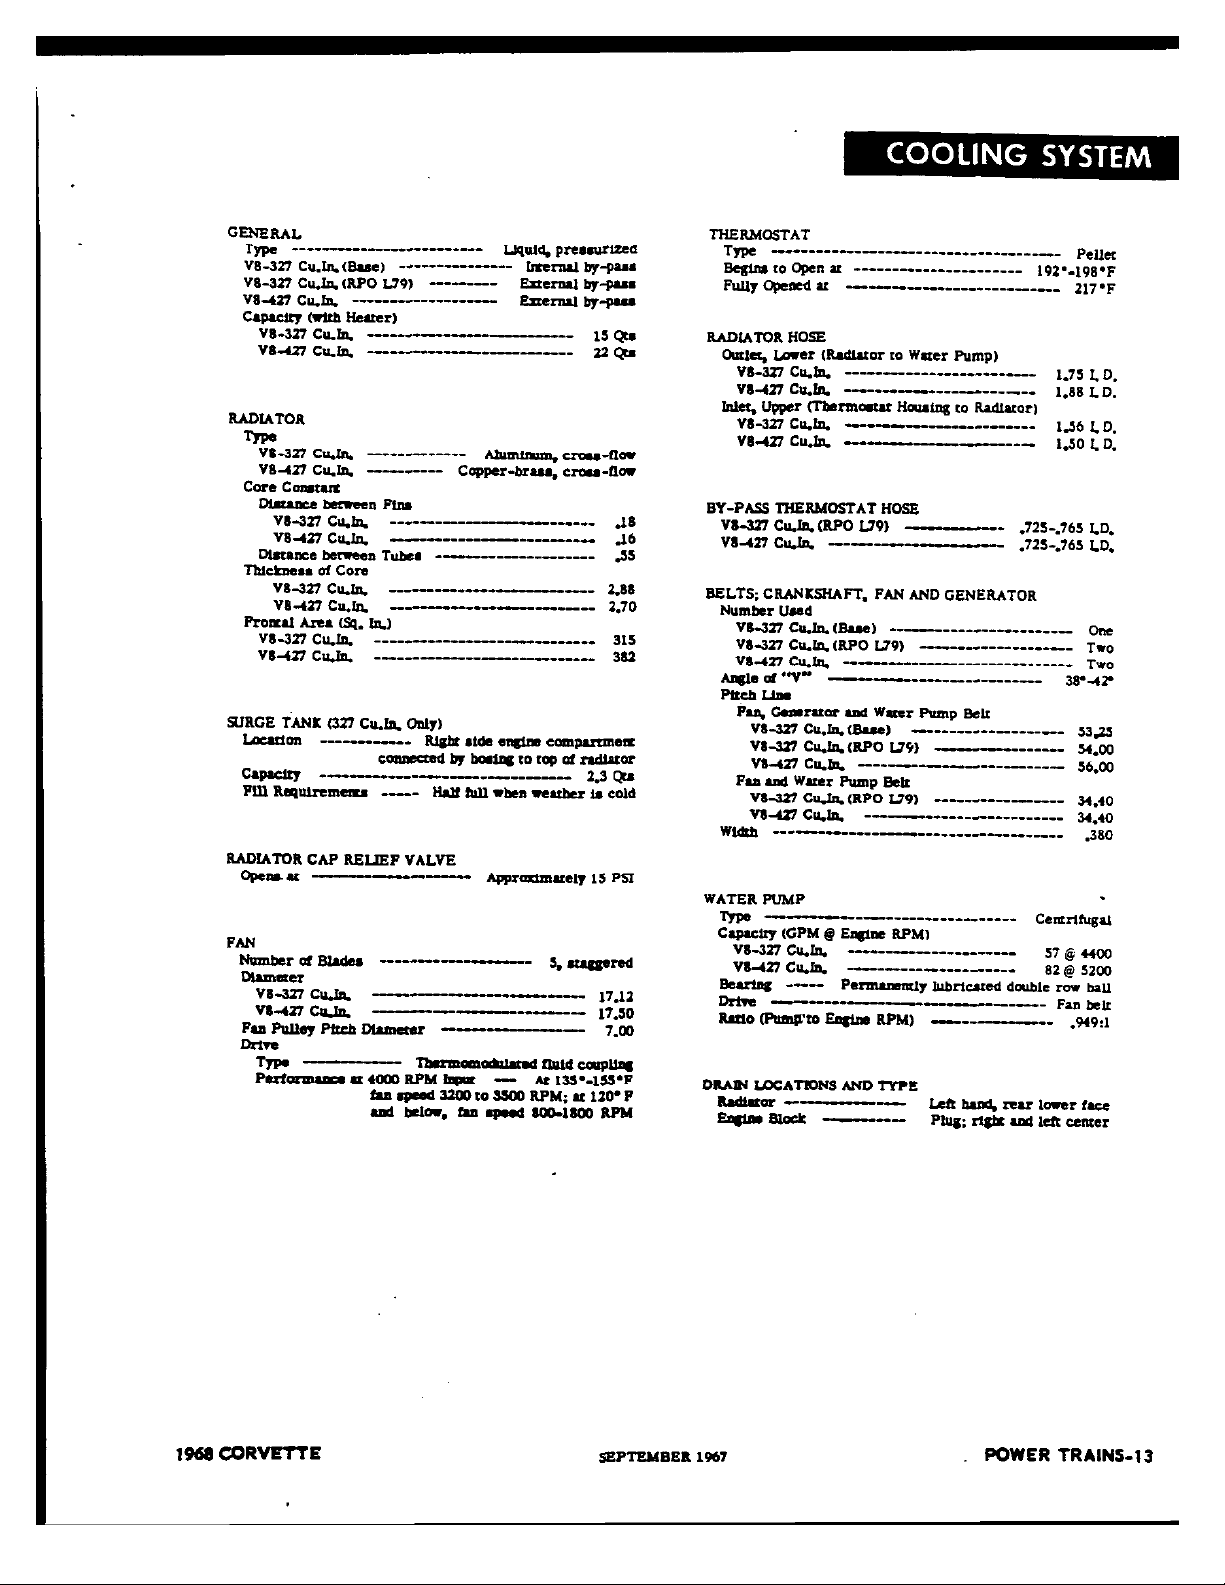 COOLING SYSTEM
GENERAL
Type ------------------------- Liquid, pressurized
V8-327 Cu.In. (Base) --------------- Internal by-pass
V8-327 Cu.In. (RPO L79) --------- External by-pass
V8-427 Cu.In. ------------------- External by-pass
Capacity (with Heater)
V8-327 Cu.In. --------------------------- 15 Qts
V8-427 Cu.In. --------------------------- 22 Qts
RADIATOR
Type
V8-327 Cu.In. ------------- Aluminum, cross-flow
V8-427 Cu.In. ---------- Copper-brass, cross-flow
Core Constant
Distance between Fins
V8-327 Cu.In. --------------------------- .18
V8-427 Cu.In. --------------------------- .16
Distance between Tubes --------------------- .55
Thickness of Core
V8-327 Cu.In. --------------------------- 2.88
V8-427 Cu.In. --------------------------- 2.70
Frontal Area (Sq. In.)
V8-327 Cu.In. ----------------------------- 315
V8-427 Cu.In. ----------------------------- 382
SURGE TANK (327 Cu.In. Only)
Location ------------ Right side engine compartment
connected by hosing to top of radiator
Capacity --------------------------------- 2.3 Qts
Fill Requirements ----- Half full when weather is cold
RADIATOR CAP RELIEF VALVE
Opens at --------------------- Approximately 15 PSI
FAN
Number of Blades -------------------- 5, staggered
Diameter
V8-327 Cu.In. ---------------------------- 17.12
V8-427 Cu.In. ---------------------------- 17.50
Fan Pulley Pitch Diameter ------------------- 7.00
Drive
Type ------------- Thermomodulated fluid coupling
Performance at 4000 RPM Input --- At 135°-155°F
fan speed 3200 to 3500 RPM; at 120° F
and below, fan speed 800-1800 RPM
THERMOSTAT
Type -------------------------------------- Pellet
Begins to Open at ---------------------- 192°-198°F
Fully Opened at ---------------------------- 217°F
RADIATOR HOSE
Outlet, Lower (Radiator to Water Pump)
V8-327 Cu.In. ------------------------- 1.75 I. D.
V8-427 Cu.In. ------------------------- 1.88 I. D.
Inlet, Upper (Thermostat Housing to Radiator)
V8-327 Cu.In. ------------------------- 1.56 I. D.
V8-427 Cu.In. ------------------------- 1.50 I. D.
BY-PASS THERMOSTAT HOSE
V8-327 Cu.In. (RPO L79) ------------- .725-.765 I.D.
V8-427 Cu.In. ----------------------- .725-.765 I.D.
BELTS; CRANKSHAFT, FAN AND GENERATOR
Number Used
V8-327 Cu.In. (Base) ------------------------ One
V8-327 Cu.In. (RPO L79) -------------------- Two
V8-427 Cu.In. ------------------------------ Two
Angle of "V" ---------------------------- 38°-42°
Pitch Line
Fan, Generator and Water Pump Belt
V8-327 Cu.In. (Base) -------------------- 53.25
V8-327 Cu.In. (RPO L79) ----------------- 54.00
V8-427 Cu.In. --------------------------- 56.00
Fan and Water Pump Belt
V8-327 Cu.In. (RPO L79) ----------------- 34.40
V8-427 Cu.In. -------------------------- 34.40
Width -------------------------------------- .380
WATER PUMP
Type --------------------------------- Centrifugal
Capacity (GPM @ Engine RPM)
V8-327 Cu.In. ---------------------- 57 @ 4400
V8-427 Cu.In. ---------------------- 82 @ 5200
Bearing ----- Permanently lubricated double row ball
Drive ------------------------------------ Fan belt
Ratio (Pump to Engine RPM) ---------------- .949:1
DRAIN LOCATIONS AND TYPE
Radiator ---------------- Left hand, rear lower face
Engine Block ----------- Plug; right and left center
1968 CORVETTE
SEPTEMBER 1967
POWER TRAINS-13